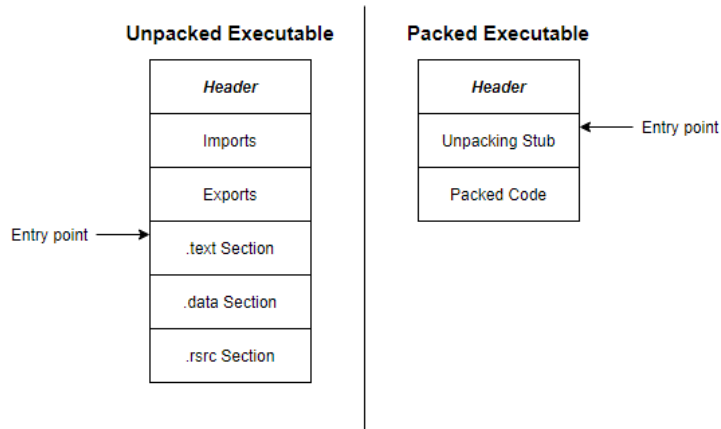 Unpacked Executable
Header
Imports
Exports
Entry point
.text Section
.data Section
.rsrc Section
Packed Executable
Header
Entry point
Unpacking Stub
Packed Code